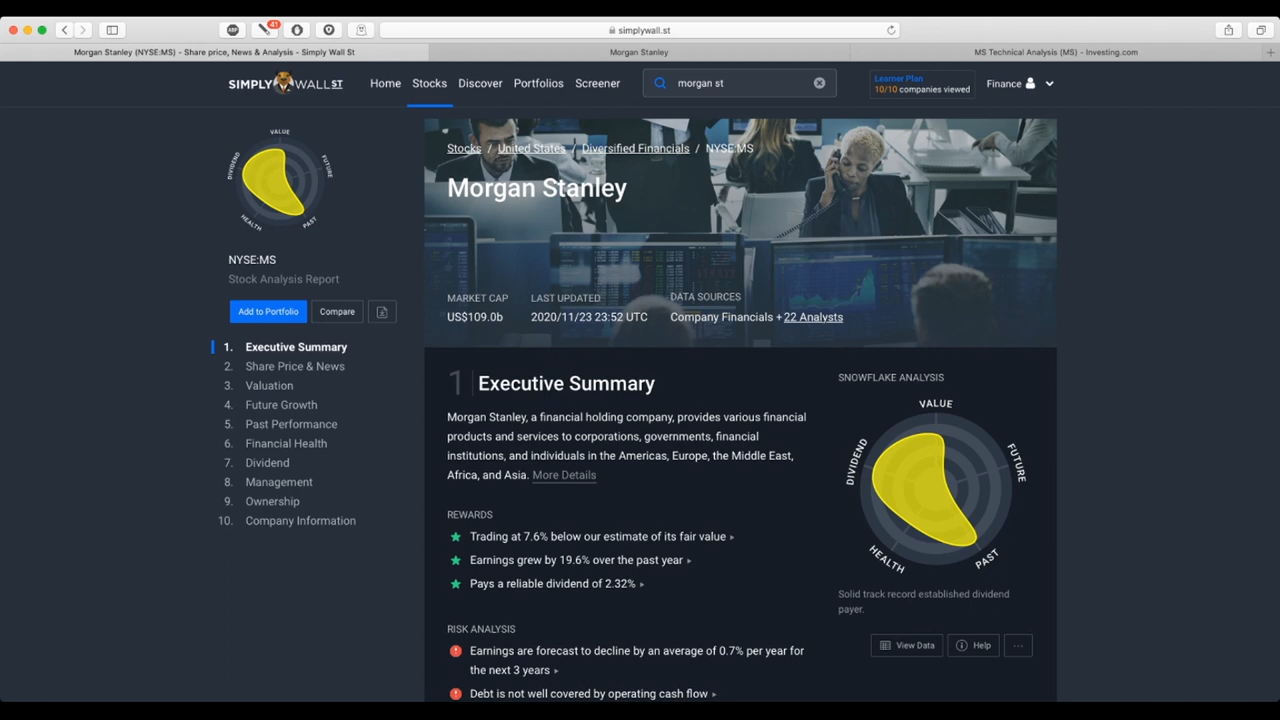 ABP
41
simplywall.st
Morgan Stanley (NYSE:MS) - Share price, News & Analysis - Simply Wall St
Morgan Stanley
MS Technical Analysis (MS) - Investing.com
SIMPLY WALL ST
Home
Stocks
Discover
Portfolios
Screener
morgan st
Learner Plan
10/10 companies viewed
Finance
VALUE
FUTURE
PAST
HEALTH
DIVIDEND
NYSE:MS
Stock Analysis Report
Add to Portfolio
Compare
1. Executive Summary
2. Share Price & News
3. Valuation
4. Future Growth
5. Past Performance
6. Financial Health
7. Dividend
8. Management
9. Ownership
10. Company Information
Stocks / United States / Diversified Financials / NYSE:MS
Morgan Stanley
MARKET CAP
US$109.0b
LAST UPDATED
2020/11/23 23:52 UTC
DATA SOURCES
Company Financials + 22 Analysts
1 Executive Summary
Morgan Stanley, a financial holding company, provides various financial
products and services to corporations, governments, financial
institutions, and individuals in the Americas, Europe, the Middle East,
Africa, and Asia. More Details
REWARDS
Trading at 7.6% below our estimate of its fair value
Earnings grew by 19.6% over the past year
Pays a reliable dividend of 2.32%
RISK ANALYSIS
Earnings are forecast to decline by an average of 0.7% per year for
the next 3 years
Debt is not well covered by operating cash flow
SNOWFLAKE ANALYSIS
VALUE
FUTURE
PAST
HEALTH
DIVIDEND
Solid track record established dividend
payer.
View Data
Help
...